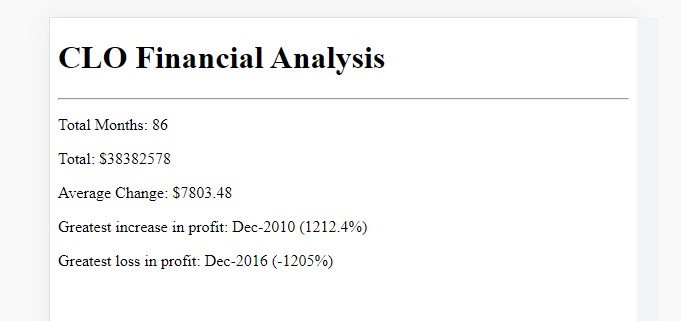 CLO Financial Analysis
Total Months: 86
Total: $38382578
Average Change: $7803.48
Greatest increase in profit: Dec-2010 (1212.4%)
Greatest loss in profit: Dec-2016 (-1205%)